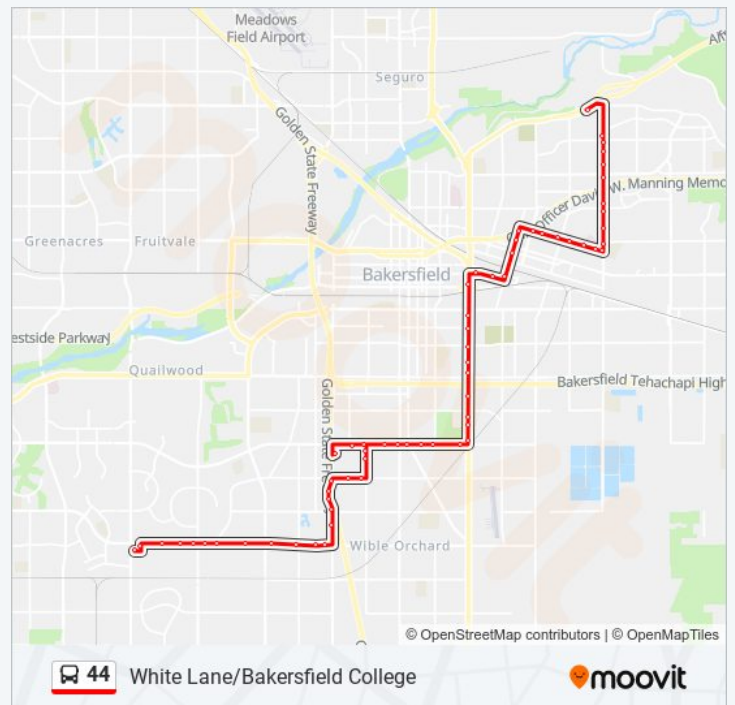 Meadows
Field Airport
Seguro
Golden State Freeway
Officer David W. Manning Memo
Greenacres
Fruitvale
Bakersfield
estside Parkway
Quailwood
Bakersfield Tehachapi High
Golden State Fre
Wible Orchard
© OpenStreetMap contributors | © OpenMapTiles
44
White Lane/Bakersfield College
moovit